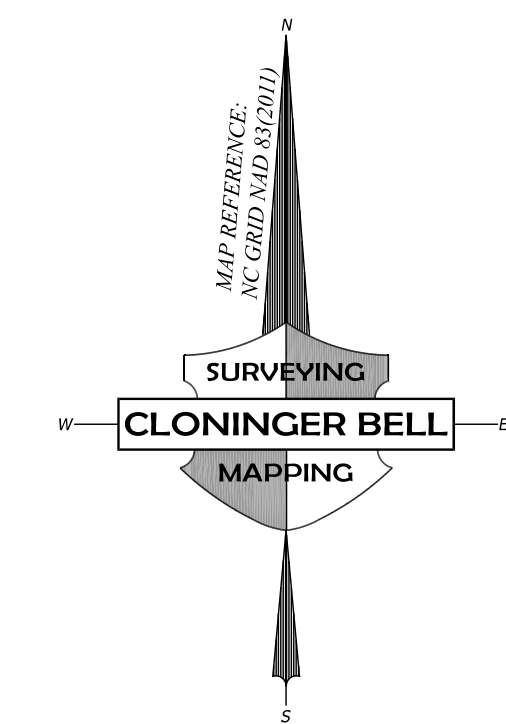 N
MAP REFERENCE:
NC GRID NAD 83(2011)
SURVEYING
W
CLONINGER BELL
E
MAPPING
S